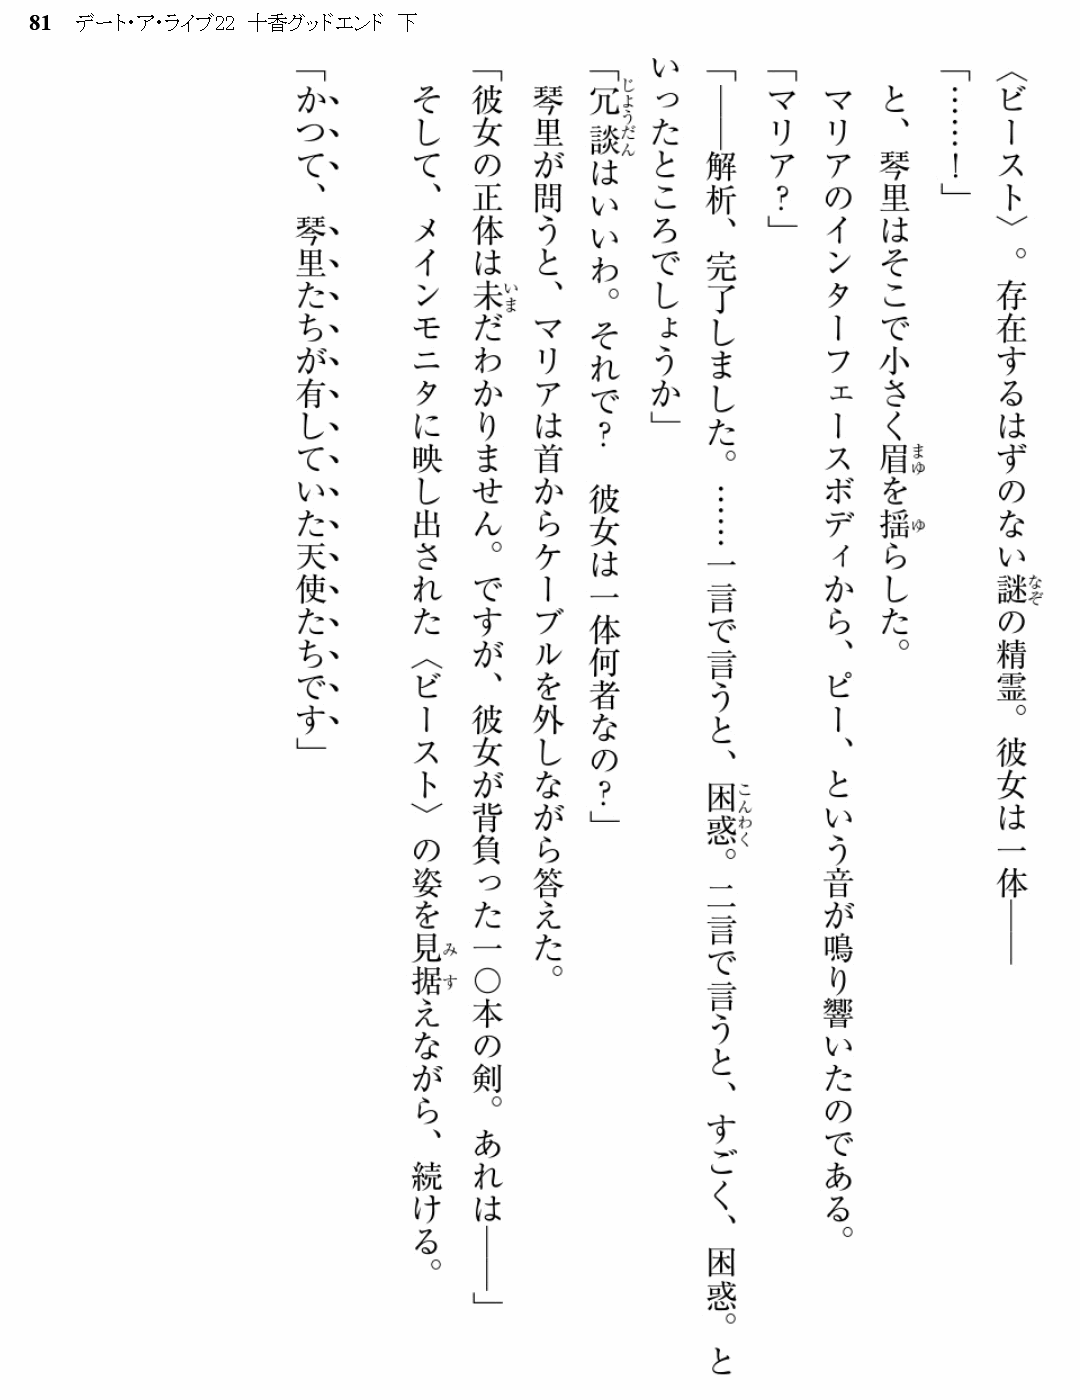 81 デート・ア・ライブ22 十香グッドエンド 下
〈ビースト〉。存在するはずのない謎の精霊。彼女は一体――
「……！」
と、琴里はそこで小さく眉を揺らした。
マリアのインターフェースボディから、ピー、という音が鳴り響いたのである。
「マリア？」
「――解析、完了しました。……一言で言うと、困惑。二言で言うと、すごく、困惑。と
いったところでしょうか」
「冗談はいいわ。それで？　彼女は一体何者なの？」
琴里が問うと、マリアは首からケーブルを外しながら答えた。
「彼女の正体は未だわかりません。ですが、彼女が背負った一〇本の剣。あれは――」
そして、メインモニタに映し出された〈ビースト〉の姿を見据えながら、続ける。
「かつて、琴里たちが有していた天使たちです」